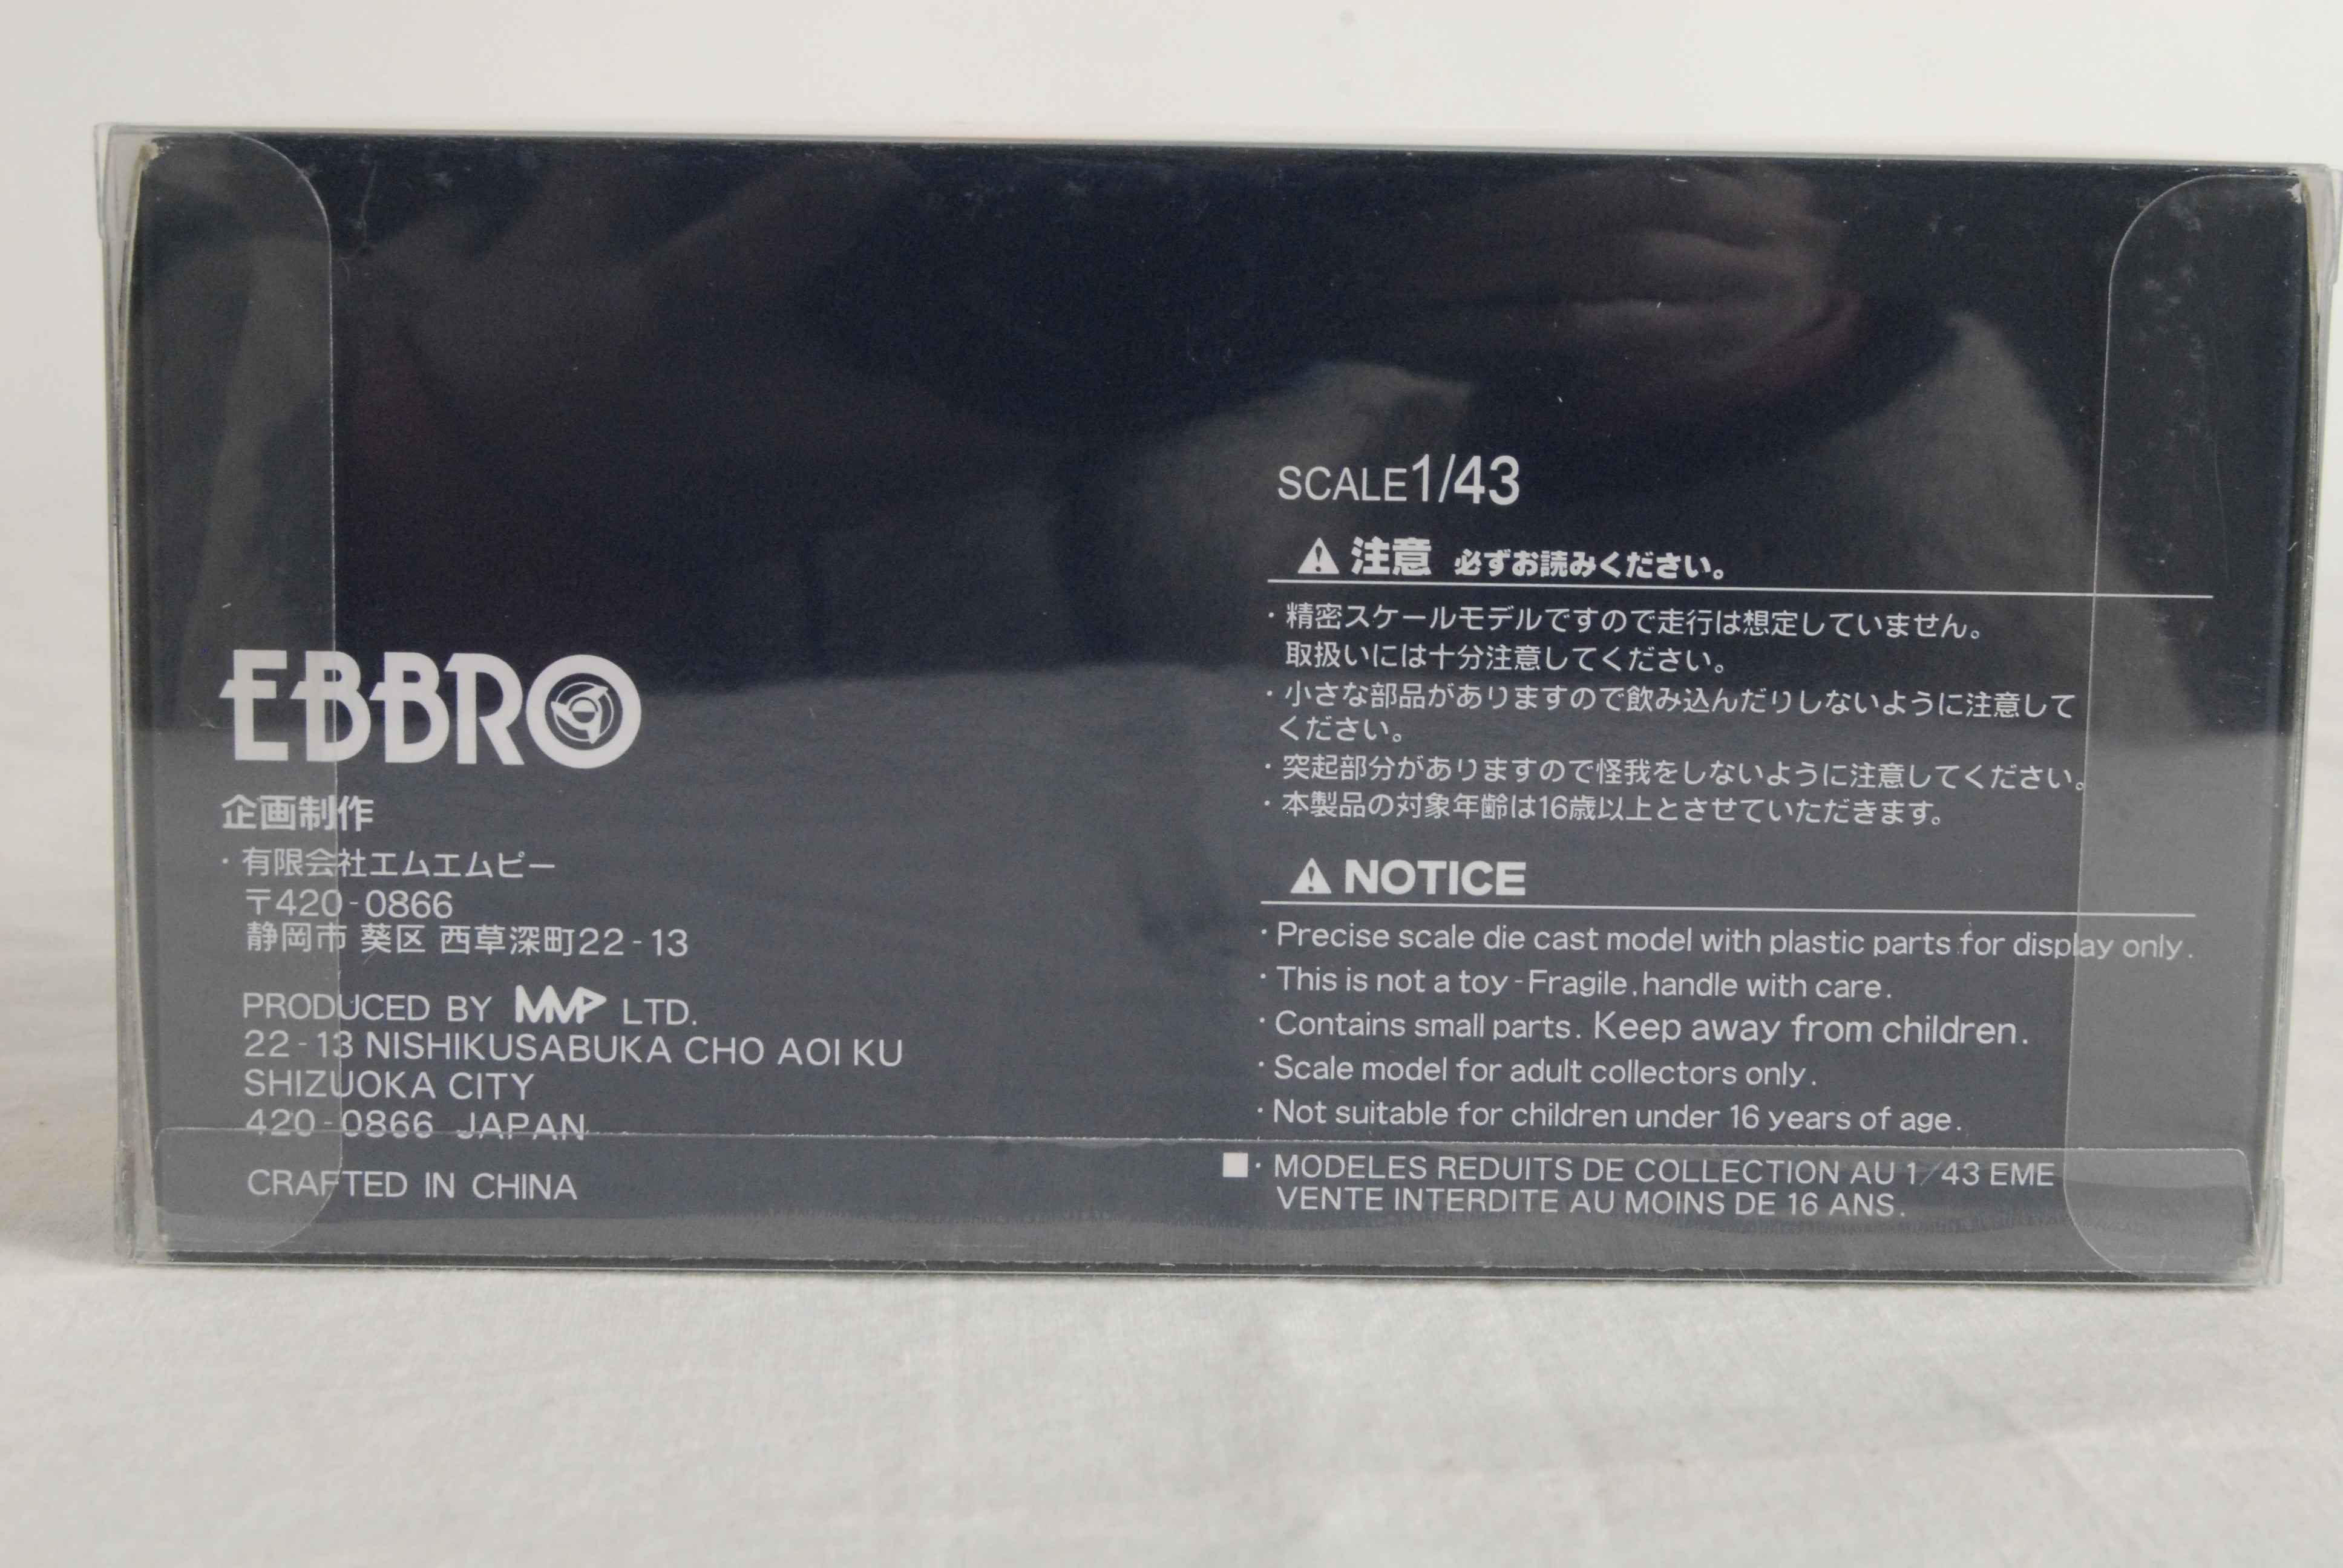 EBBRO
企画制作
・有限会社エムエムピー
〒420-0866
静岡市 葵区 西草深町22-13
PRODUCED BY MMP LTD.
22-13 NISHIKUSABUKA CHO AOI KU
SHIZUOKA CITY
420-0866 JAPAN
CRAFTED IN CHINA
SCALE1/43
注意 必ずお読みください。
・精密スケールモデルですので走行は想定していません。
取扱いには十分注意してください。
・小さな部品がありますので飲み込んだりしないように注意して
ください。
・突起部分がありますので怪我をしないように注意してください。
・本製品の対象年齢は16歳以上とさせていただきます。
NOTICE
・Precise scale die cast model with plastic parts for display only.
・This is not a toy-Fragile,handle with care.
・Contains small parts. Keep away from children.
・Scale model for adult collectors only.
・Not suitable for children under 16 years of age.
■・MODELES REDUITS DE COLLECTION AU 1/43 EME
VENTE INTERDITE AU MOINS DE 16 ANS.